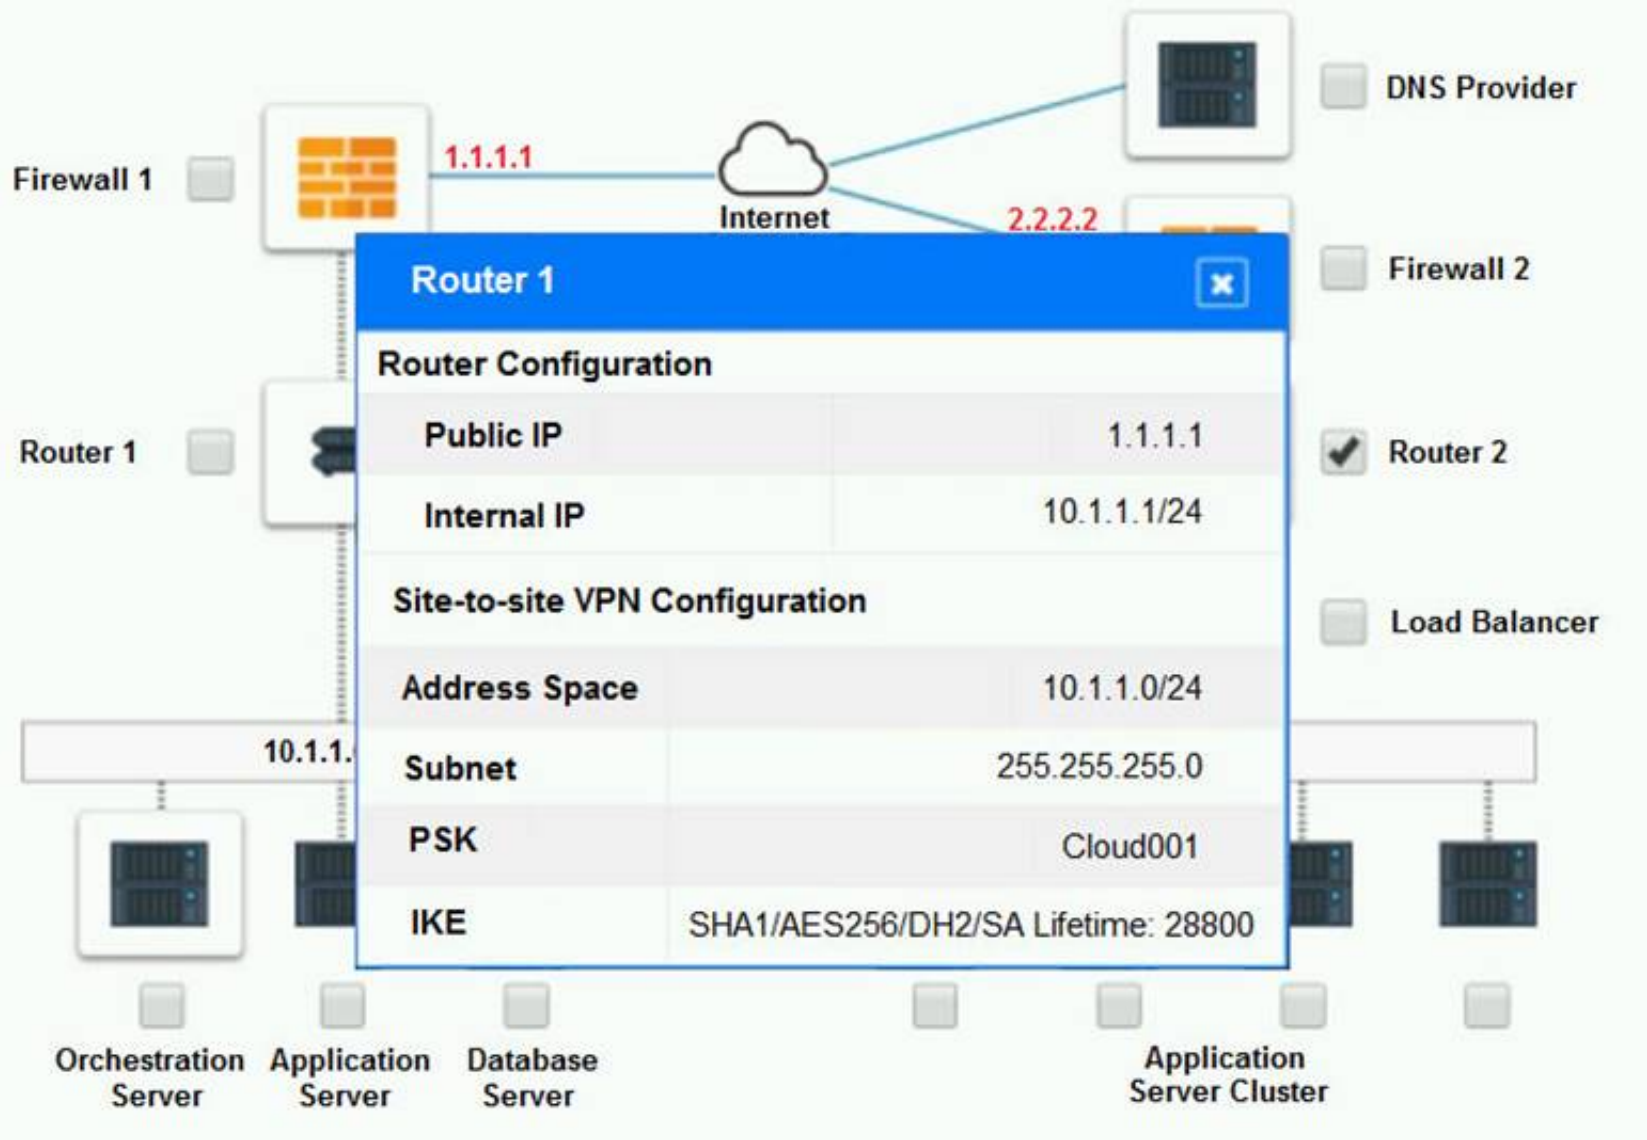 DNS Provider
Firewall 1
1.1.1.1
Internet
2.2.2.2
Firewall 2
Router 1
Router Configuration
Public IP 1.1.1.1
Internal IP 10.1.1.1/24
Router 1
Router 2
Site-to-site VPN Configuration
Load Balancer
Address Space 10.1.1.0/24
10.1.1.
Subnet 255.255.255.0
PSK Cloud001
IKE SHA1/AES256/DH2/SA Lifetime: 28800
Orchestration Server
Application Server
Database Server
Application Server Cluster